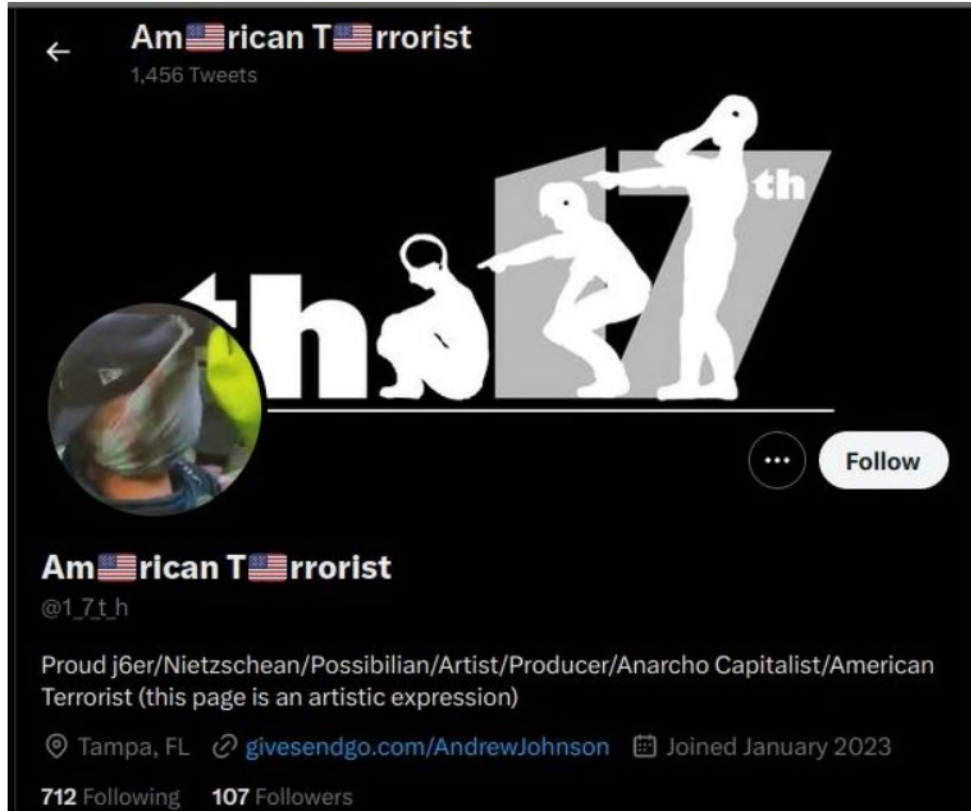 Am🇺🇸rican T🇺🇸rrorist
1,456 Tweets
th 17th
Follow
Am🇺🇸rican T🇺🇸rrorist
@1_7_t_h
Proud j6er/Nietzschean/Possibilian/Artist/Producer/Anarcho Capitalist/American
Terrorist (this page is an artistic expression)
Tampa, FL givesendgo.com/AndrewJohnson Joined January 2023
712 Following 107 Followers